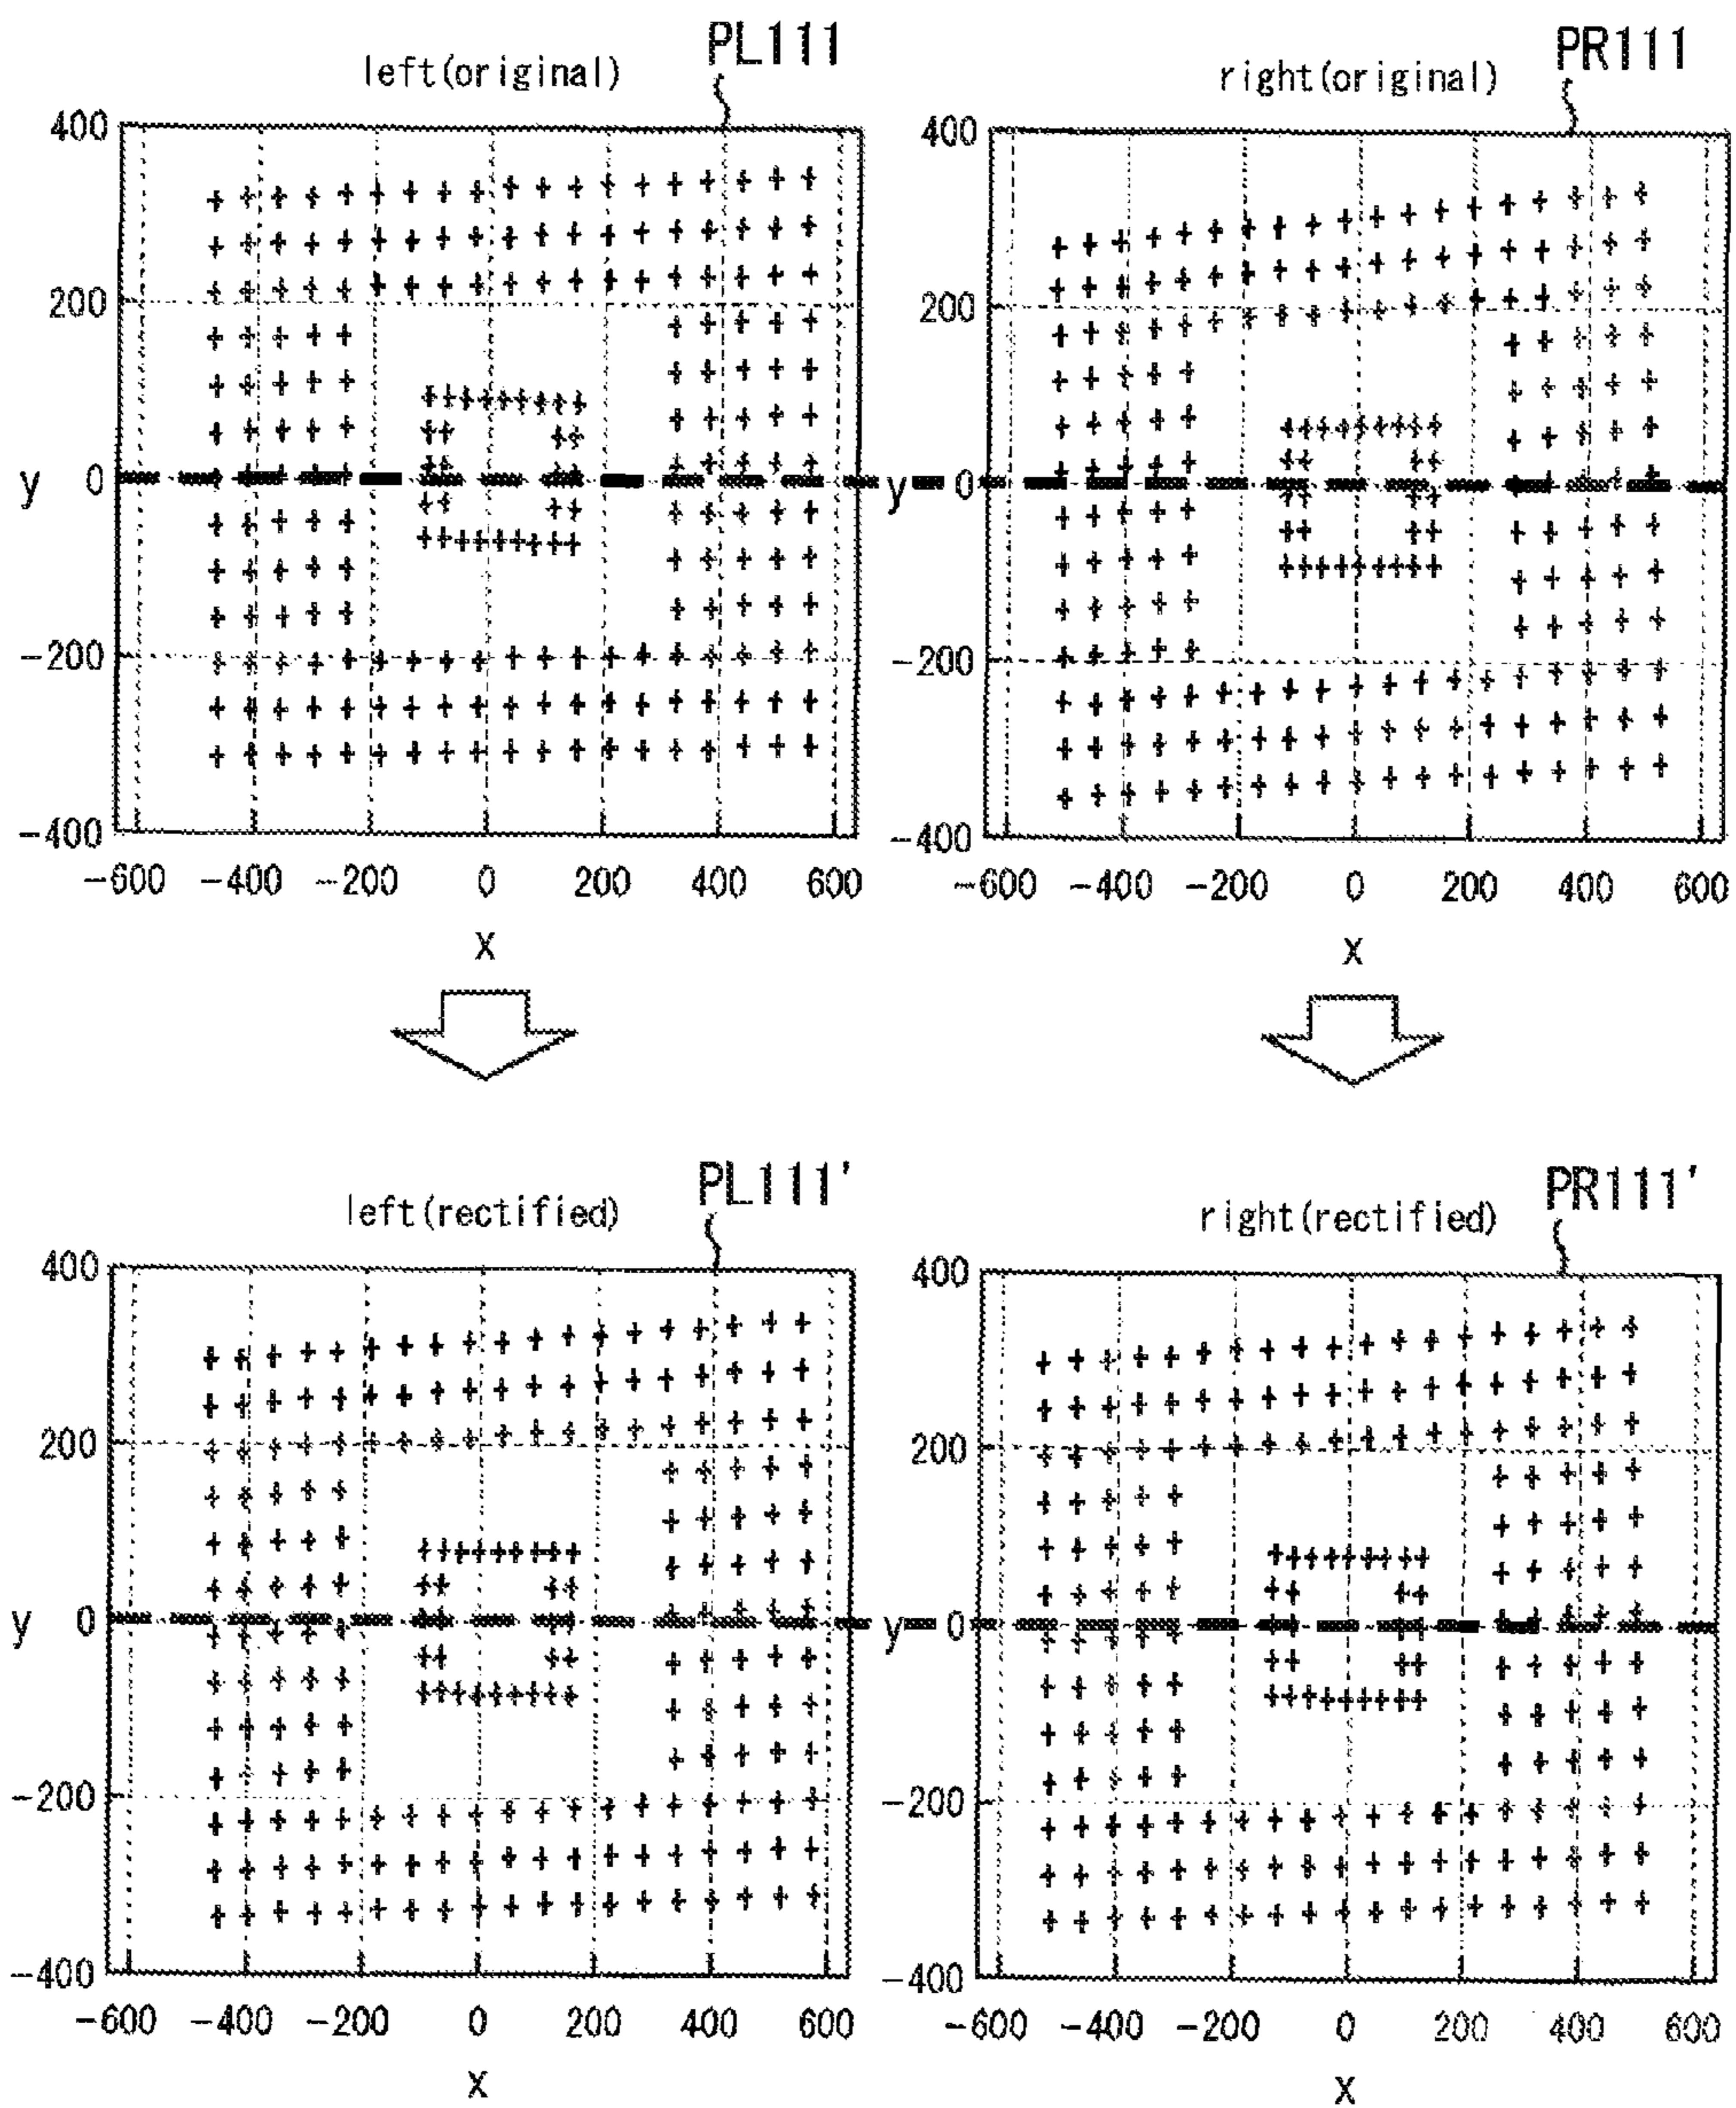 PL111 PR111
left(original) right(original)
400 400
200 200
y 0 y 0
-200 -200
-400 -400
-600 -400 -200 0 200 400 600 -600 -400 -200 0 200 400 600
x x
PL111' PR111'
left(rectified) right(rectified)
400 400
200 200
y 0 y 0
-200 -200
-400 -400
-600 -400 -200 0 200 400 600 -600 -400 -200 0 200 400 600
x x